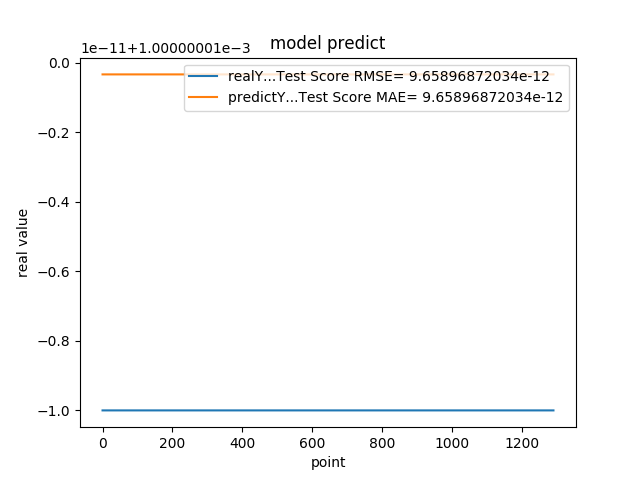 model predict
1e−11+1.00000001e−3
realY...Test Score RMSE= 9.65896872034e-12
predictY...Test Score MAE= 9.65896872034e-12
0.0
−0.2
−0.4
−0.6
−0.8
−1.0
real value
0 200 400 600 800 1000 1200
point